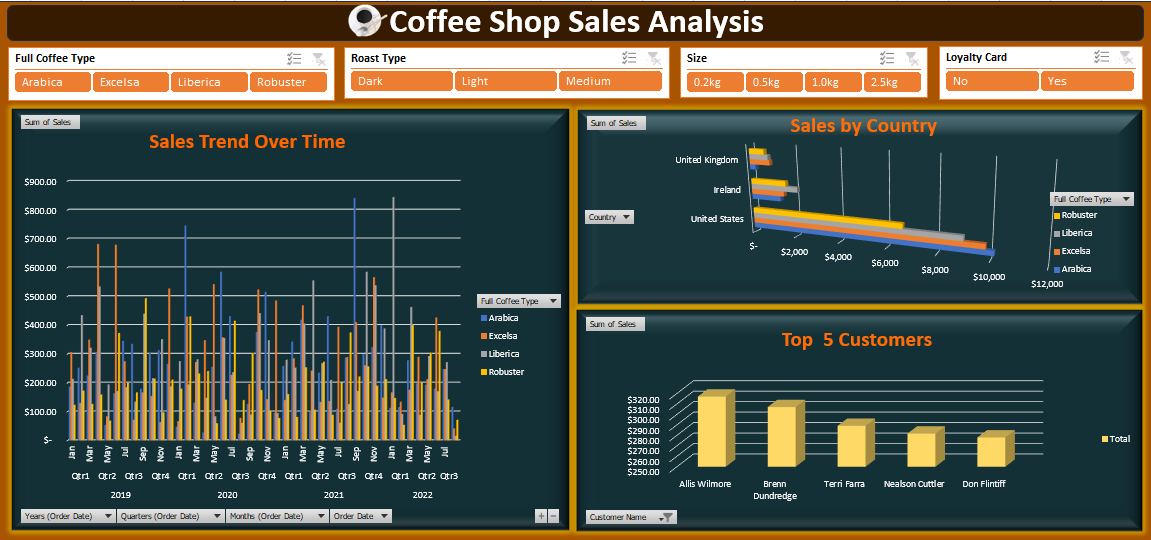 Coffee Shop Sales Analysis
Full Coffee Type
Arabica Excelsa Liberica Robuster
Roast Type
Dark Light Medium
Size
0.2kg 0.5kg 1.0kg 2.5kg
Loyalty Card
No Yes
Sum of Sales
Sales Trend Over Time
$900.00
$800.00
$700.00
$600.00
$500.00
$400.00
$300.00
$200.00
$100.00
$-
Jan Mar May Jul Sep Nov Jan Mar May Jul Sep Nov Jan Mar May Jul Sep Nov Jan Mar May Jul
Qtr1 Qtr2 Qtr3 Qtr4 Qtr1 Qtr2 Qtr3 Qtr4 Qtr1 Qtr2 Qtr3 Qtr4 Qtr1 Qtr2 Qtr3
2019 2020 2021 2022
Full Coffee Type
Arabica
Excelsa
Liberica
Robuster
Years (Order Date) Quarters (Order Date) Months (Order Date) Order Date
Sum of Sales
Sales by Country
United Kingdom
Ireland
United States
Country
$- $2,000 $4,000 $6,000 $8,000 $10,000 $12,000
Full Coffee Type
Robuster
Liberica
Excelsa
Arabica
Sum of Sales
Top 5 Customers
$320.00
$310.00
$300.00
$290.00
$280.00
$270.00
$260.00
$250.00
Allis Wilmore Brenn Dundredge Terri Farra Nealson Cuttler Don Flintiff
Total
Customer Name